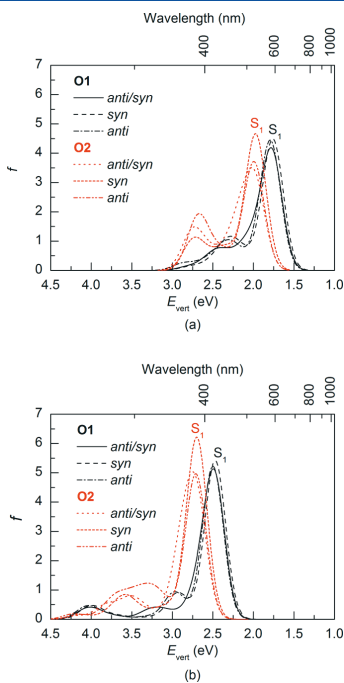 Wavelength (nm)
400 600 800 1000
7
6
5
4
3
2
1
0
f
O1
anti/syn
syn
anti
O2
anti/syn
syn
anti
S1 S1
4.5 4.0 3.5 3.0 2.5 2.0 1.5 1.0
Evert (eV)
(a)
Wavelength (nm)
400 600 800 1000
7
6
5
4
3
2
1
0
f
O1
anti/syn
syn
anti
O2
anti/syn
syn
anti
S1
S1
4.5 4.0 3.5 3.0 2.5 2.0 1.5 1.0
Evert (eV)
(b)